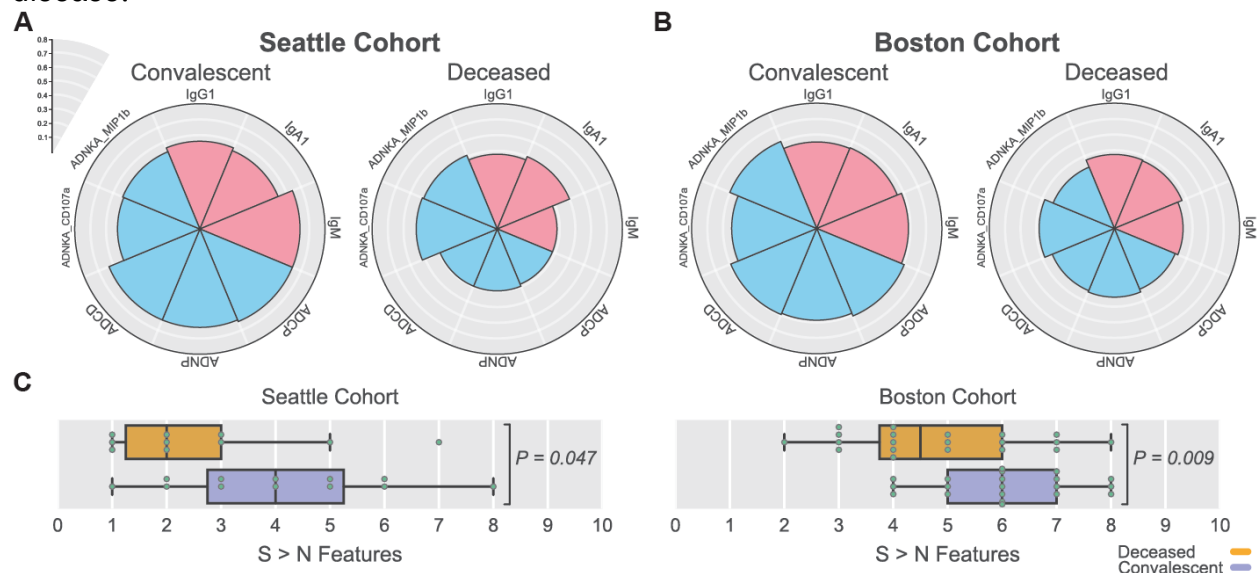 disease.
A
B
Seattle Cohort
Boston Cohort
Convalescent
Deceased
Convalescent
Deceased
0.8
0.7
0.6
0.5
0.4
0.3
0.2
0.1
IgG1
IgA1
IgM
ADCP
ADNP
ADCD
ADNKA_CD107a
ADNKA_MIP1b
IgG1
IgA1
IgM
ADCP
ADNP
ADCD
ADNKA_CD107a
ADNKA_MIP1b
IgG1
IgA1
IgM
ADCP
ADNP
ADCD
ADNKA_CD107a
ADNKA_MIP1b
IgG1
IgA1
IgM
ADCP
ADNP
ADCD
ADNKA_CD107a
ADNKA_MIP1b
C
Seattle Cohort
P = 0.047
0 1 2 3 4 5 6 7 8 9 10
S > N Features
Boston Cohort
P = 0.009
0 1 2 3 4 5 6 7 8 9 10
S > N Features
Deceased
Convalescent